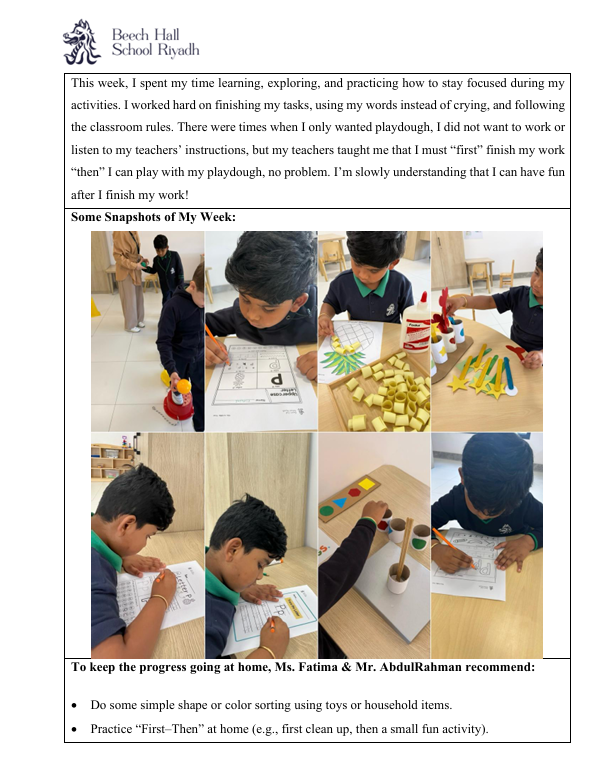 Beech Hall
School Riyadh
This week, I spent my time learning, exploring, and practicing how to stay focused during my
activities. I worked hard on finishing my tasks, using my words instead of crying, and following
the classroom rules. There were times when I only wanted playdough, I did not want to work or
listen to my teachers’ instructions, but my teachers taught me that I must “first” finish my work
“then” I can play with my playdough, no problem. I’m slowly understanding that I can have fun
after I finish my work!
Some Snapshots of My Week:
P
Uppercase
Letter
Letter P
Pp
To keep the progress going at home, Ms. Fatima & Mr. AbdulRahman recommend:
• Do some simple shape or color sorting using toys or household items.
• Practice “First–Then” at home (e.g., first clean up, then a small fun activity).